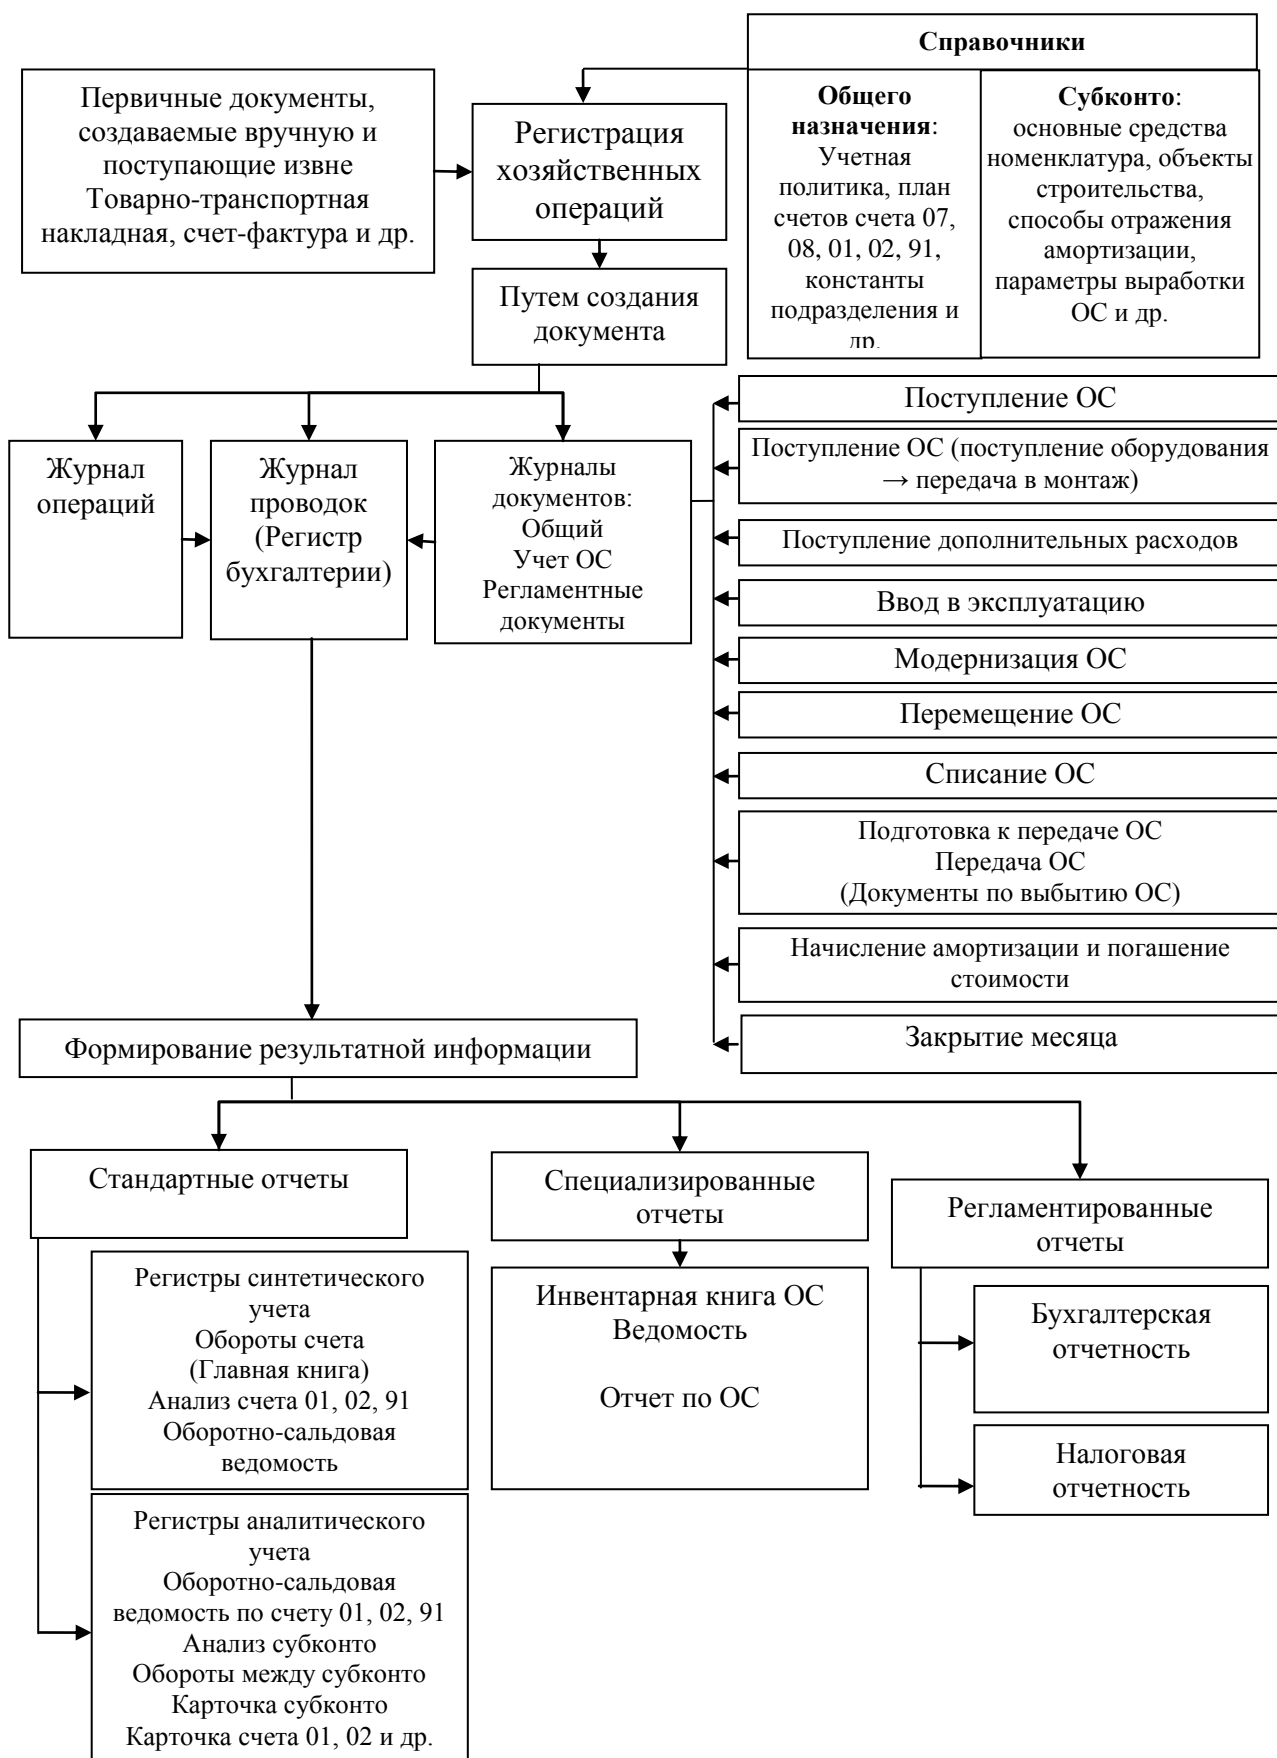 Справочники
Первичные документы,
создаваемые вручную и
поступающие извне
Товарно-транспортная
накладная, счет-фактура и др.
Регистрация
хозяйственных
операций
Общего
назначения:
Учетная
политика, план
счетов счета 07,
08, 01, 02, 91,
константы
подразделения и
др.
Субконто:
основные средства
номенклатура, объекты
строительства,
способы отражения
амортизации,
параметры выработки
ОС и др.
Путем создания
документа
Журнал
операций
Журнал
проводок
(Регистр
бухгалтерии)
Журналы
документов:
Общий
Учет ОС
Регламентные
документы
Поступление ОС
Поступление ОС (поступление оборудования
→ передача в монтаж)
Поступление дополнительных расходов
Ввод в эксплуатацию
Модернизация ОС
Перемещение ОС
Списание ОС
Подготовка к передаче ОС
Передача ОС
(Документы по выбытию ОС)
Начисление амортизации и погашение
стоимости
Закрытие месяца
Формирование результатной информации
Стандартные отчеты
Специализированные
отчеты
Регламентированные
отчеты
Регистры синтетического
учета
Обороты счета
(Главная книга)
Анализ счета 01, 02, 91
Оборотно-сальдовая
ведомость
Инвентарная книга ОС
Ведомость
Отчет по ОС
Бухгалтерская
отчетность
Налоговая
отчетность
Регистры аналитического
учета
Оборотно-сальдовая
ведомость по счету 01, 02, 91
Анализ субконто
Обороты между субконто
Карточка субконто
Карточка счета 01, 02 и др.